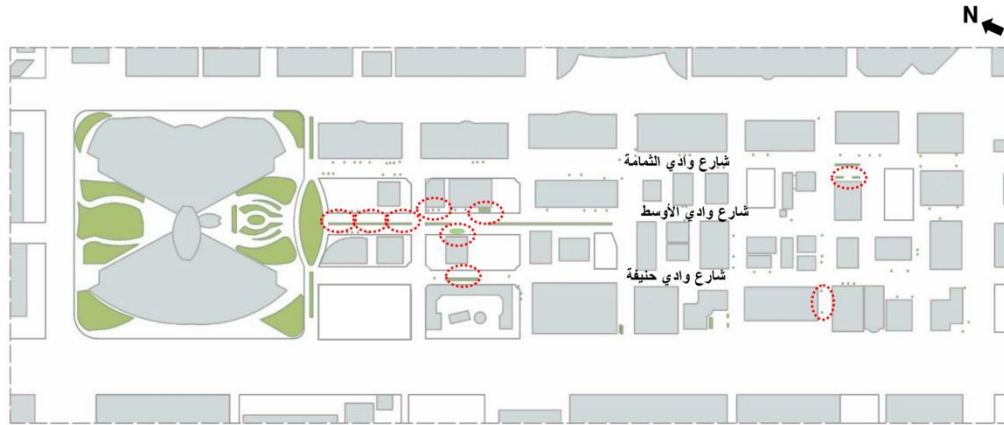 N
شارع وادي الثمامة
شارع وادي الأوسط
شارع وادي حنيفة